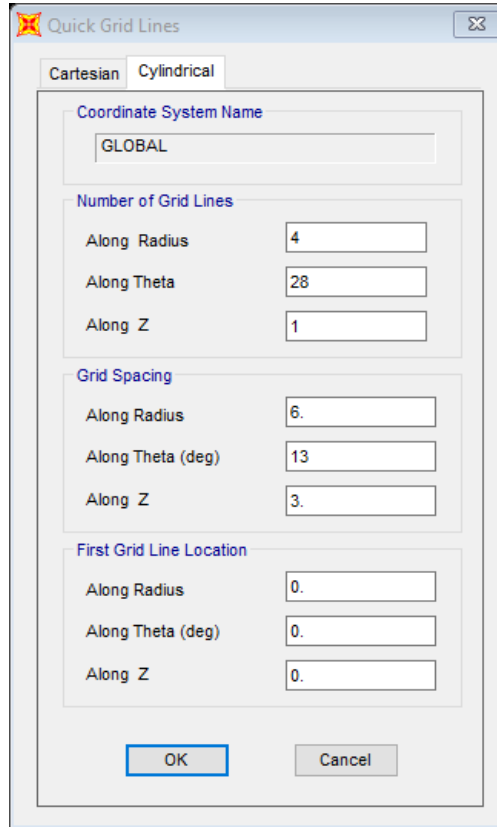 Quick Grid Lines
Cartesian Cylindrical
Coordinate System Name
GLOBAL
Number of Grid Lines
Along Radius 4
Along Theta 28
Along Z 1
Grid Spacing
Along Radius 6.
Along Theta (deg) 13
Along Z 3.
First Grid Line Location
Along Radius 0.
Along Theta (deg) 0.
Along Z 0.
OK Cancel